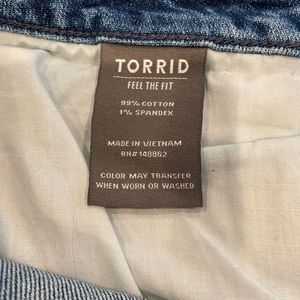 TORRID
FEEL THE FIT
99% COTTON
1% SPANDEX
MADE IN VIETNAM
RN# 148862
COLOR MAY TRANSFER
WHEN WORN OR WASHED